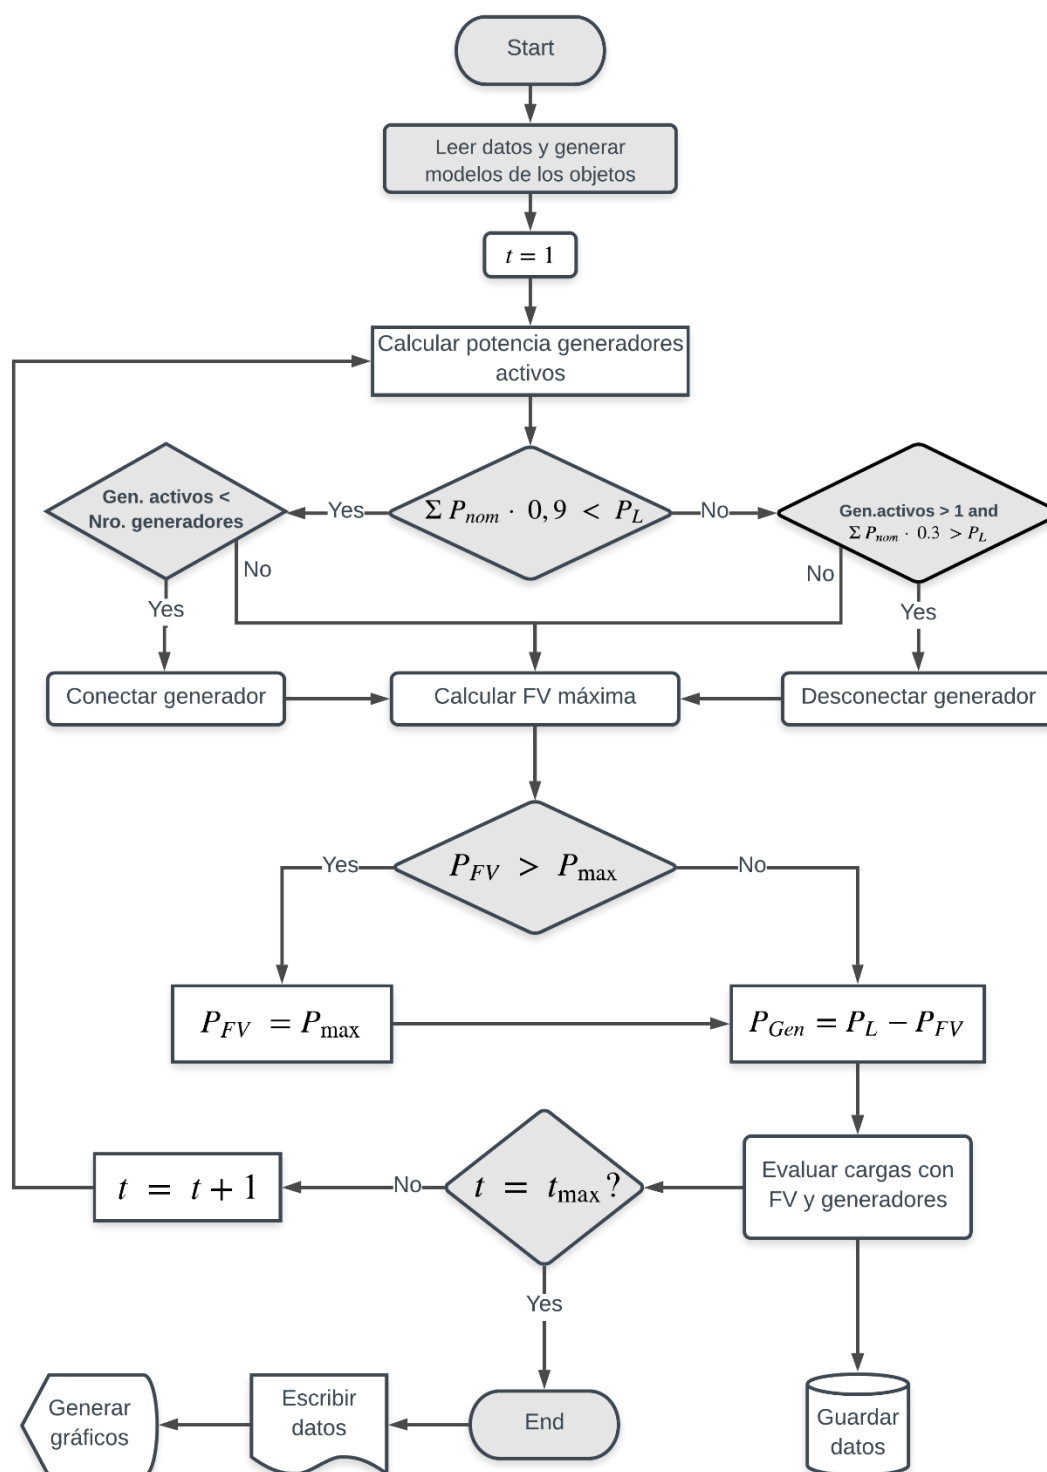 Start
Leer datos y generar
modelos de los objetos
t = 1
Calcular potencia generadores
activos
Gen. activos <
Nro. generadores
Yes
Σ P_nom · 0,9 < P_L
No
Gen.activos > 1 and
Σ P_nom · 0.3 > P_L
No
No
Yes
Yes
Conectar generador
Calcular FV máxima
Desconectar generador
Yes
P_FV > P_max
No
P_FV = P_max
P_Gen = P_L − P_FV
t = t + 1
No
t = t_max ?
Evaluar cargas con
FV y generadores
Yes
Generar
gráficos
Escribir
datos
End
Guardar
datos